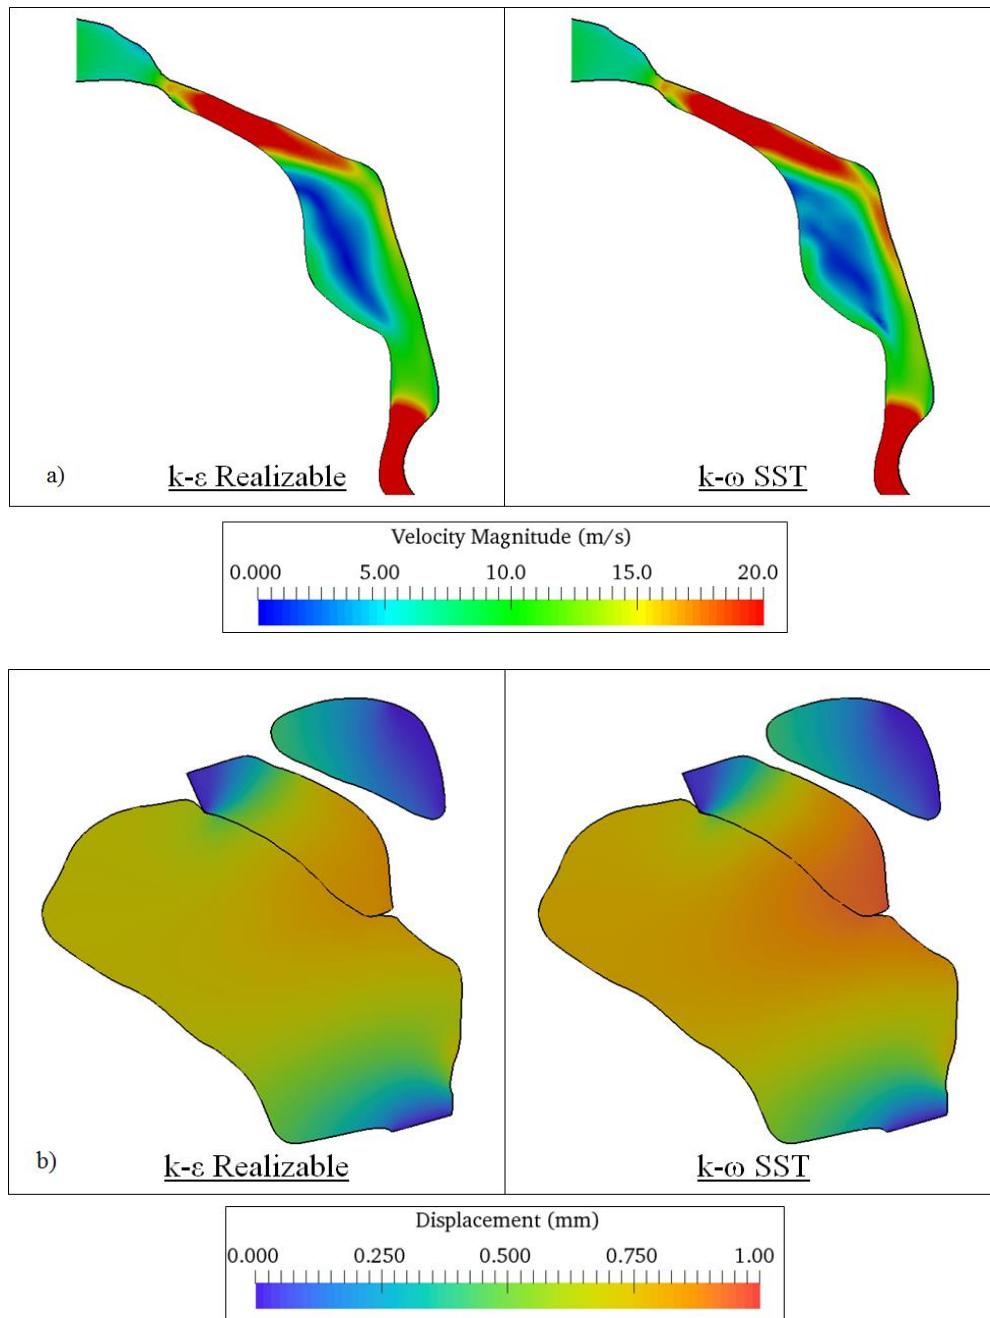 a)
k-ε Realizable
k-ω SST
Velocity Magnitude (m/s)
0.000 5.00 10.0 15.0 20.0
b)
k-ε Realizable
k-ω SST
Displacement (mm)
0.000 0.250 0.500 0.750 1.00